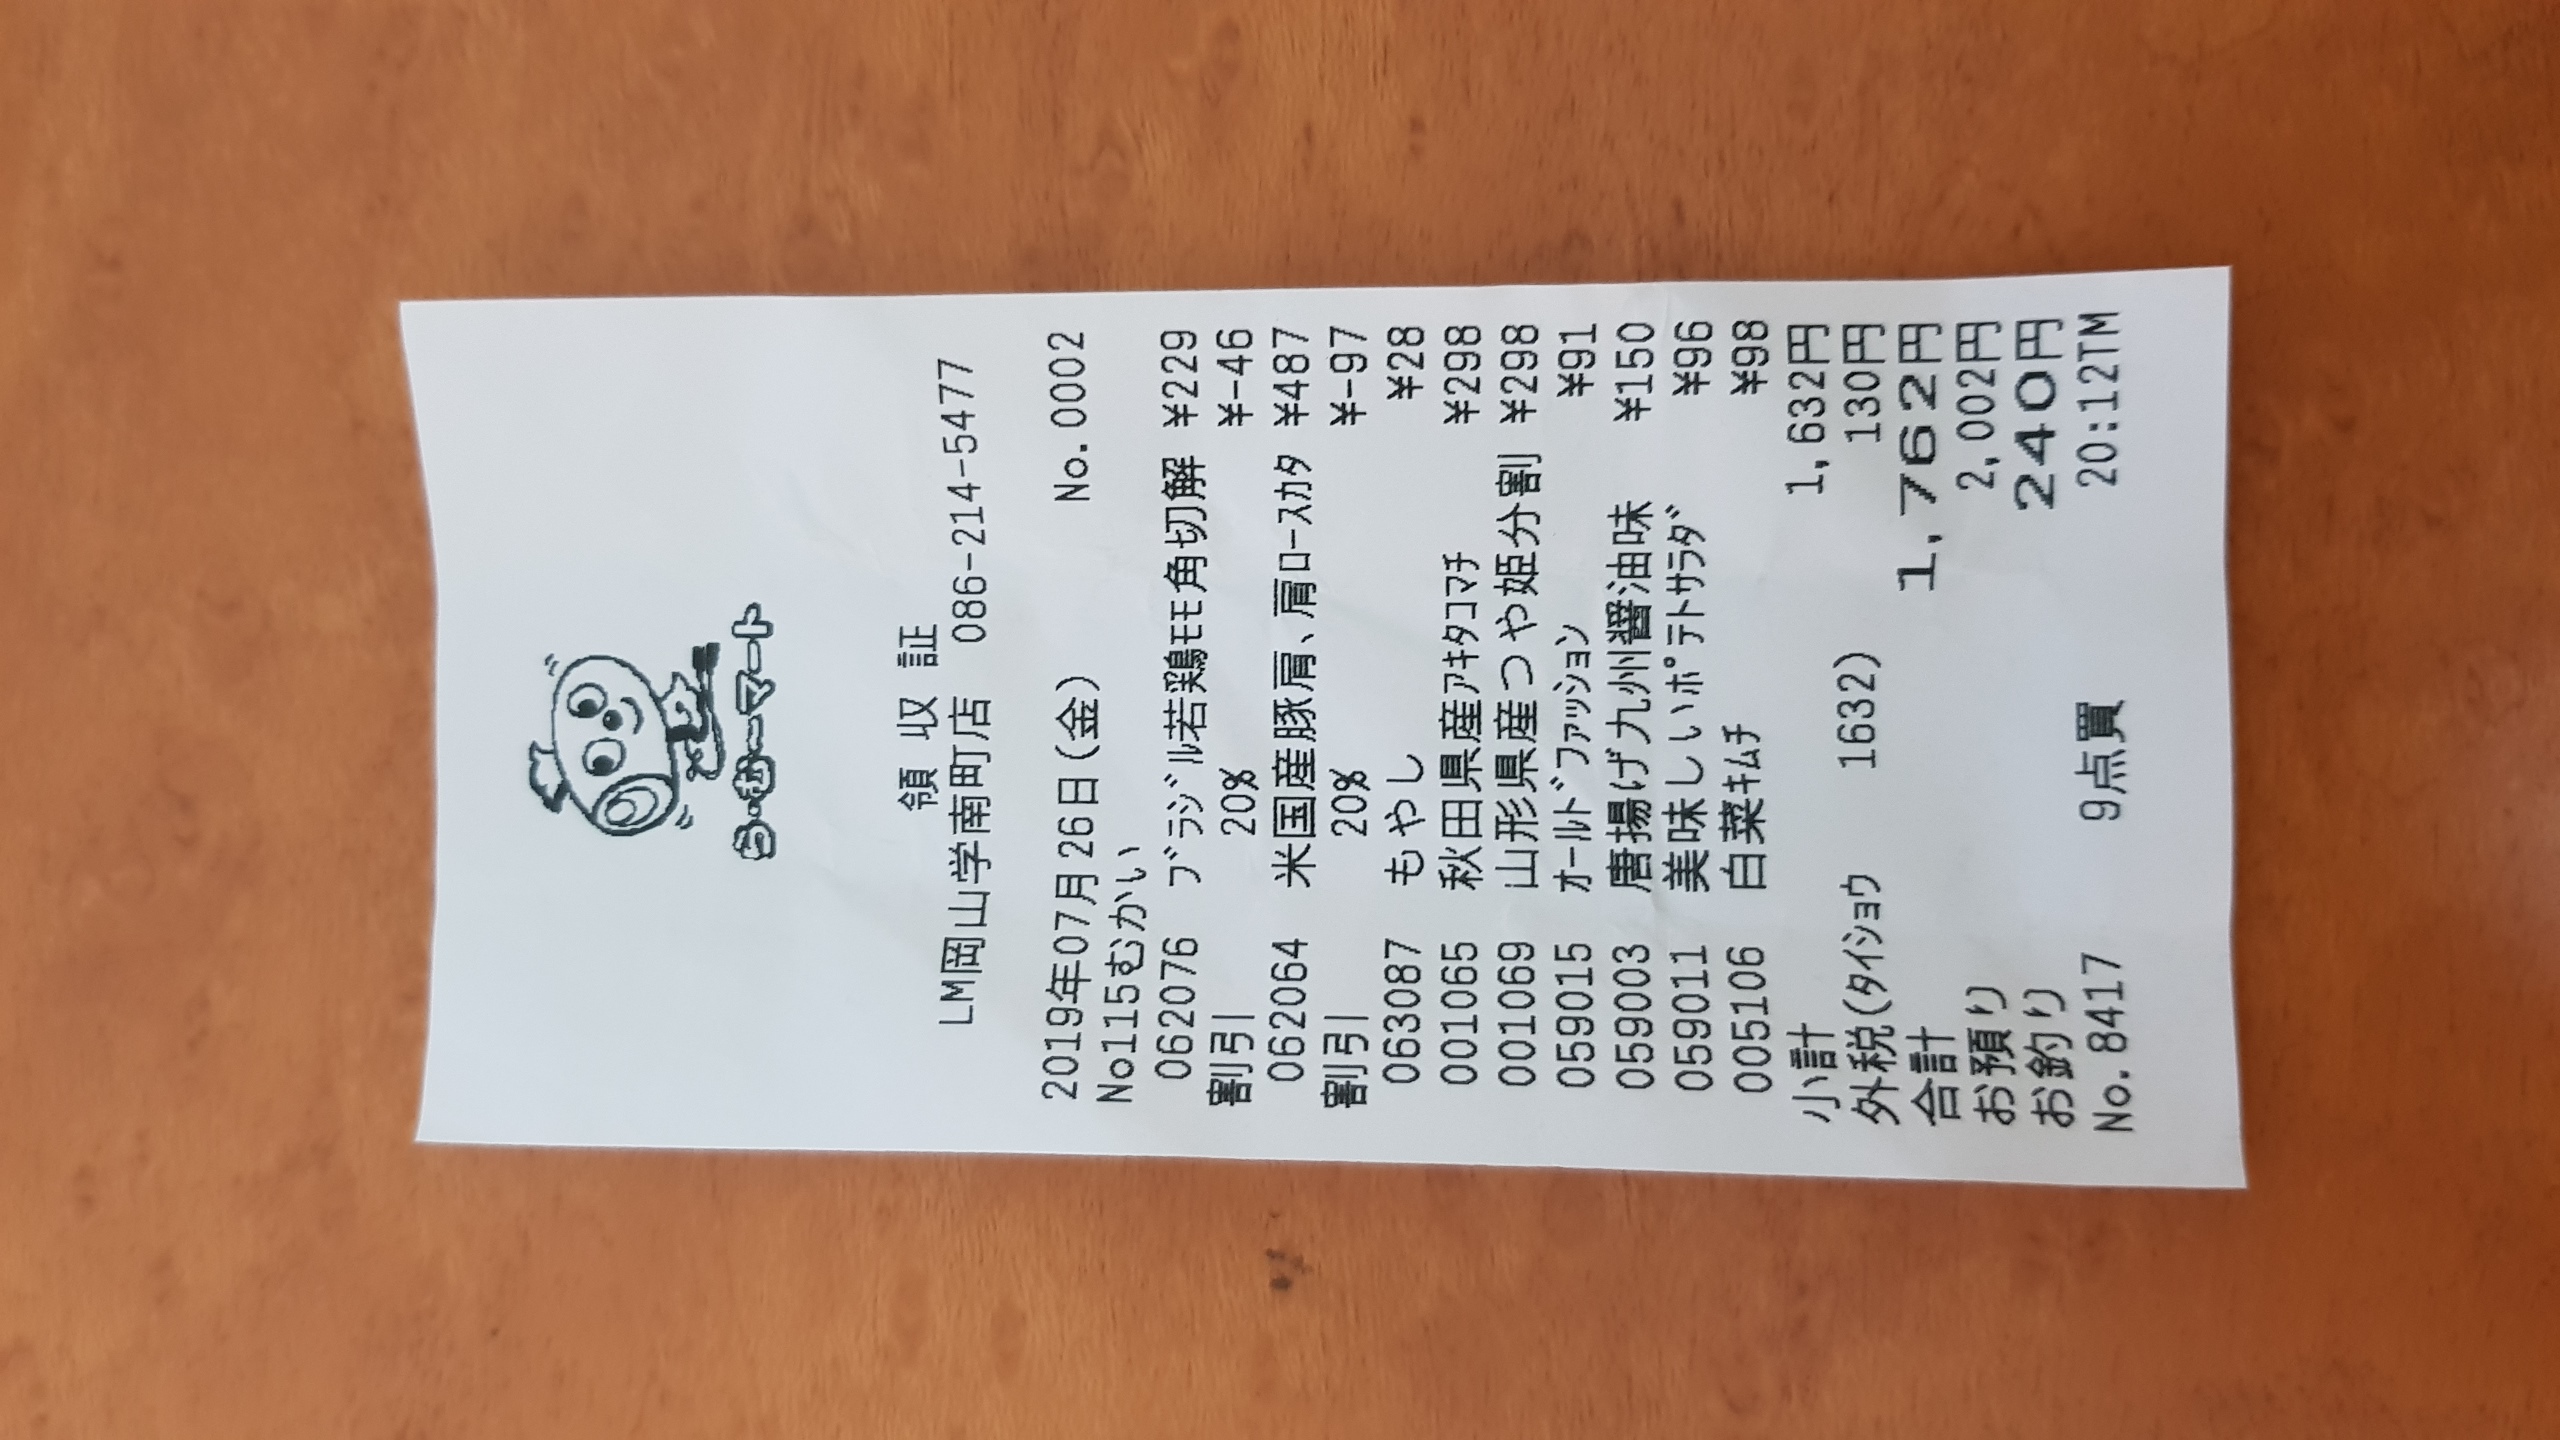 ら・む〜マート
領収証
LM岡山学南町店 086-214-5477
2019年07月26日(金) No.0002
No115むかい
062076 ﾌﾞﾗｼﾞﾙ若鶏ﾓﾓ角切解 ¥229
割引 20% ¥-46
062064 米国産豚肩、肩ﾛｰｽｶﾀ ¥487
割引 20% ¥-97
063087 もやし ¥28
001065 秋田県産ｱｷﾀｺﾏﾁ ¥298
001069 山形県産つや姫分割 ¥298
059015 ｵｰﾙﾄﾞﾌｧｯｼｮﾝ ¥91
059003 唐揚げ九州醤油味 ¥150
059011 美味しいﾎﾟﾃﾄｻﾗﾀﾞ ¥96
005106 白菜ｷﾑﾁ ¥98
小計 1,632円
外税(ﾀｲｼｮｳ 1632) 130円
合計 1,762円
お預り 2,002円
お釣り 240円
No.8417 9点買 20:12TM